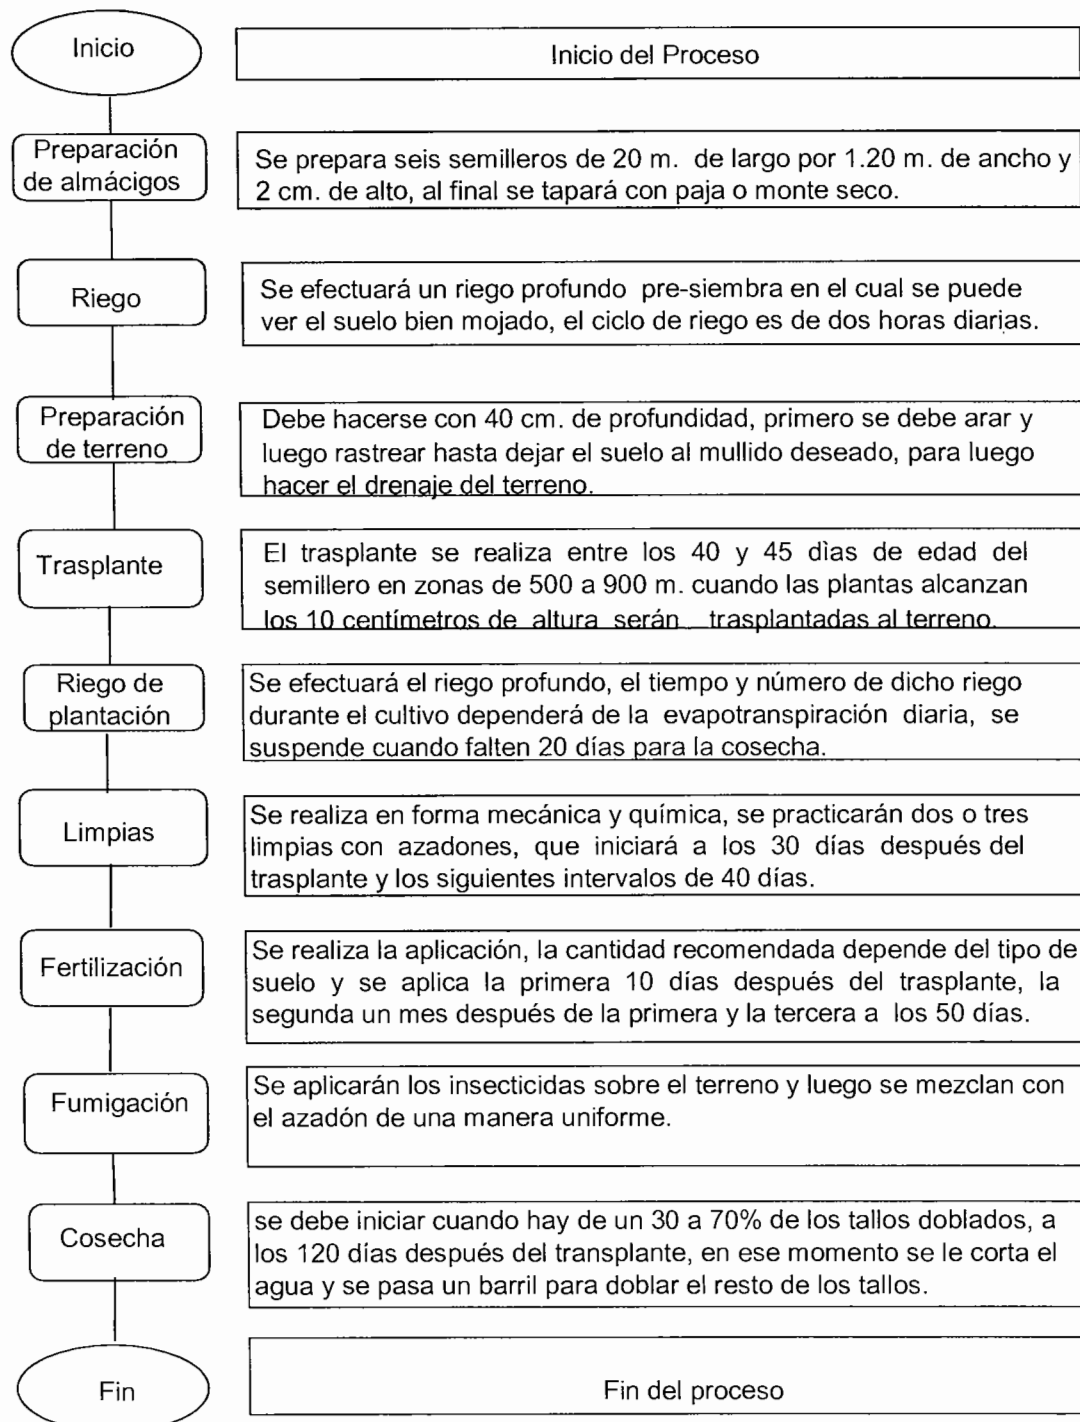 Inicio
Inicio del Proceso
Preparación
de almácigos
Se prepara seis semilleros de 20 m. de largo por 1.20 m. de ancho y
2 cm. de alto, al final se tapará con paja o monte seco.
Riego
Se efectuará un riego profundo pre-siembra en el cual se puede
ver el suelo bien mojado, el ciclo de riego es de dos horas diarias.
Preparación
de terreno
Debe hacerse con 40 cm. de profundidad, primero se debe arar y
luego rastrear hasta dejar el suelo al mullido deseado, para luego
hacer el drenaje del terreno.
Trasplante
El trasplante se realiza entre los 40 y 45 dìas de edad del
semillero en zonas de 500 a 900 m. cuando las plantas alcanzan
los 10 centímetros de altura serán trasplantadas al terreno.
Riego de
plantación
Se efectuará el riego profundo, el tiempo y número de dicho riego
durante el cultivo dependerá de la evapotranspiración diaria, se
suspende cuando falten 20 días para la cosecha.
Limpias
Se realiza en forma mecánica y química, se practicarán dos o tres
limpias con azadones, que iniciará a los 30 días después del
trasplante y los siguientes intervalos de 40 días.
Fertilización
Se realiza la aplicación, la cantidad recomendada depende del tipo de
suelo y se aplica la primera 10 días después del trasplante, la
segunda un mes después de la primera y la tercera a los 50 días.
Fumigación
Se aplicarán los insecticidas sobre el terreno y luego se mezclan con
el azadón de una manera uniforme.
Cosecha
se debe iniciar cuando hay de un 30 a 70% de los tallos doblados, a
los 120 días después del transplante, en ese momento se le corta el
agua y se pasa un barril para doblar el resto de los tallos.
Fin
Fin del proceso